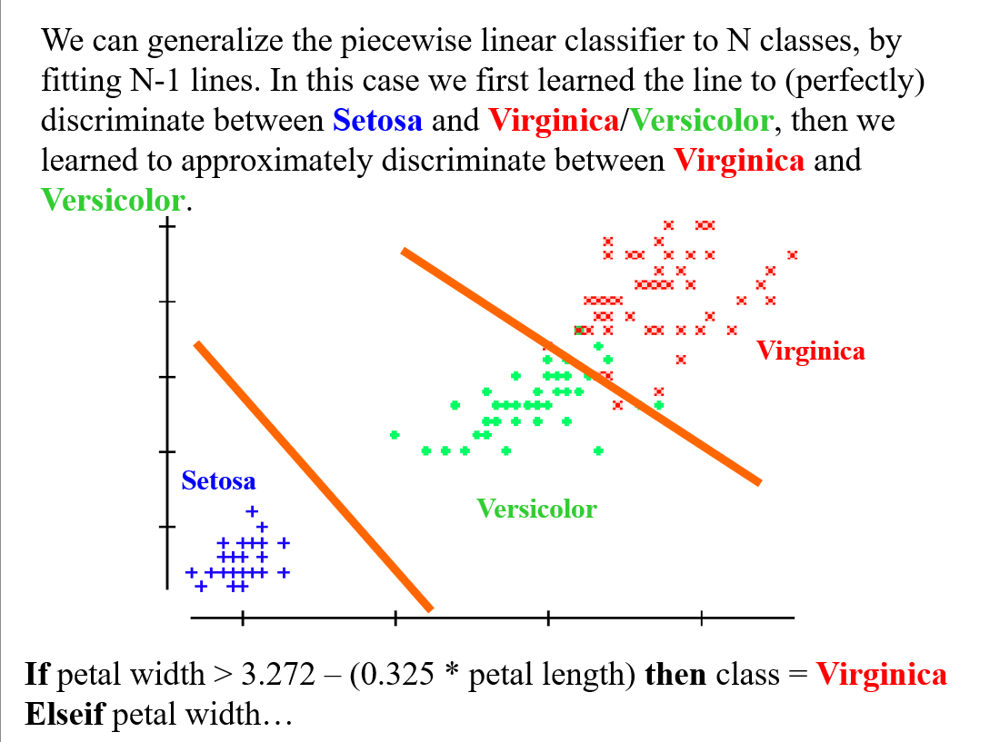 We can generalize the piecewise linear classifier to N classes, by
fitting N-1 lines. In this case we first learned the line to (perfectly)
discriminate between Setosa and Virginica/Versicolor, then we
learned to approximately discriminate between Virginica and
Versicolor.
Virginica
Setosa
Versicolor
If petal width > 3.272 – (0.325 * petal length) then class = Virginica
Elseif petal width…